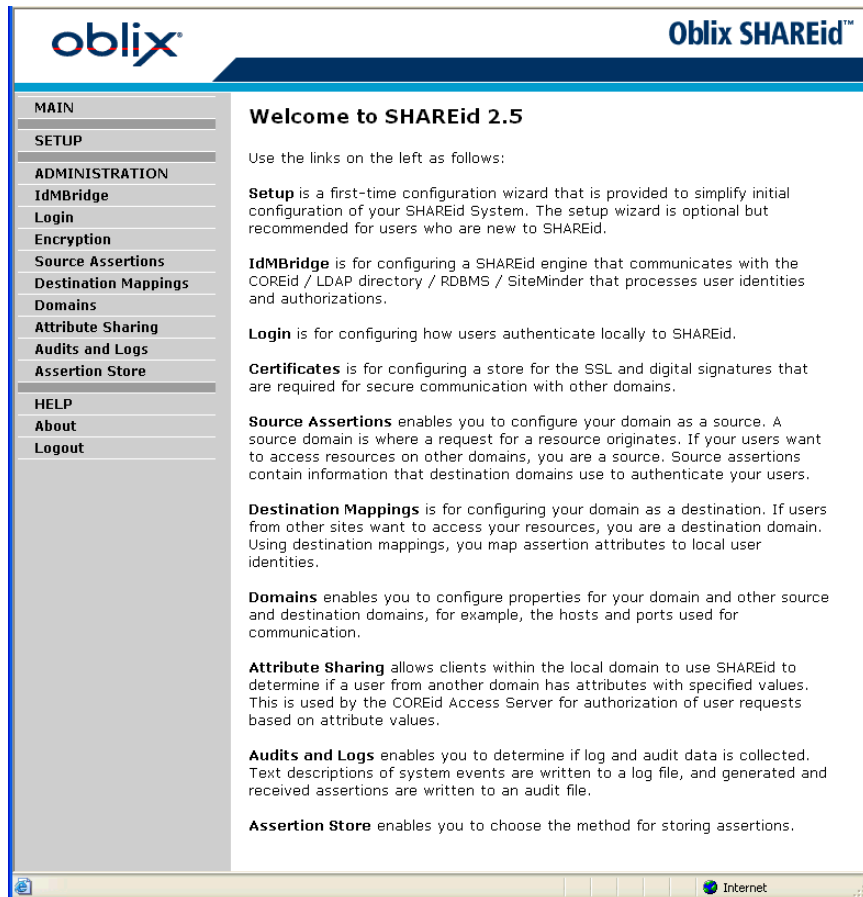 oblix
Oblix SHAREid™
MAIN
SETUP
ADMINISTRATION
IdMBridge
Login
Encryption
Source Assertions
Destination Mappings
Domains
Attribute Sharing
Audits and Logs
Assertion Store
HELP
About
Logout
Welcome to SHAREid 2.5
Use the links on the left as follows:
Setup is a first-time configuration wizard that is provided to simplify initial
configuration of your SHAREid System. The setup wizard is optional but
recommended for users who are new to SHAREid.
IdMBridge is for configuring a SHAREid engine that communicates with the
COREid / LDAP directory / RDBMS / SiteMinder that processes user identities
and authorizations.
Login is for configuring how users authenticate locally to SHAREid.
Certificates is for configuring a store for the SSL and digital signatures that
are required for secure communication with other domains.
Source Assertions enables you to configure your domain as a source. A
source domain is where a request for a resource originates. If your users want
to access resources on other domains, you are a source. Source assertions
contain information that destination domains use to authenticate your users.
Destination Mappings is for configuring your domain as a destination. If users
from other sites want to access your resources, you are a destination domain.
Using destination mappings, you map assertion attributes to local user
identities.
Domains enables you to configure properties for your domain and other source
and destination domains, for example, the hosts and ports used for
communication.
Attribute Sharing allows clients within the local domain to use SHAREid to
determine if a user from another domain has attributes with specified values.
This is used by the COREid Access Server for authorization of user requests
based on attribute values.
Audits and Logs enables you to determine if log and audit data is collected.
Text descriptions of system events are written to a log file, and generated and
received assertions are written to an audit file.
Assertion Store enables you to choose the method for storing assertions.
Internet